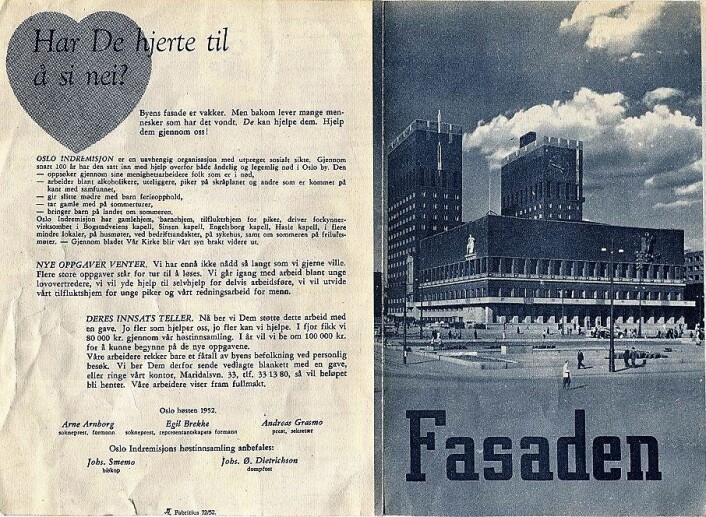 Har De hjerte til
å si nei?
Byens fasade er vakker. Men bakom lever mange men-
nesker som har det vondt. De kan hjelpe dem. Hjelp
dem gjennom oss!
OSLO INDREMISJON er en uavhengig organisasjon med utpreget sosialt sikte. Gjennom
snart 100 år har den satt inn med hjelp overfor både åndelig og legemlig nød i Oslo by. Den
— oppsøker gjennom sine menighetsarbeidere folk som er i nød,
— arbeider blant alkoholikere, uteliggere, piker på skråplanet og andre som er kommet på
kant med samfunnet,
— gir slitte mødre med barn ferieopphold,
— tar gamle med på sommerturer,
— bringer barn på landet om sommeren.
Oslo Indremisjon har gamlehjem, barnehjem, tilfluktshjem for piker, driver forkynner-
virksomhet i Bogstadveiens kapell, Sinsen kapell, Engelsborg kapell, Hasle kapell, i flere
mindre lokaler, på husmøter, ved bedriftsandakter, på sykehus, samt om sommeren på frilufts-
møter. — Gjennom bladet Vår Kirke blir vårt syn brakt videre ut.
NYE OPPGAVER VENTER. Vi har ennå ikke nådd så langt som vi gjerne ville.
Flere store oppgaver står for tur til å løses. Vi går igang med arbeid blant unge
lovovertredere, vi vil yde hjelp til selvhjelp for delvis arbeidsføre, vi vil utvide
vårt tilfluktshjem for unge piker og vårt redningsarbeid for menn.
DERES INNSATS TELLER. Nå ber vi Dem støtte dette arbeid med
en gave. Jo fler som hjelper oss, jo fler kan vi hjelpe. I fjor fikk vi
80 000 kr. gjennom vår høstinnsamling. I år vil vi be om 100 000 kr.
for å kunne begynne på de nye oppgavene.
Våre arbeidere rekker bare et fåtall av byens befolkning ved personlig
besøk. Vi ber Dem derfor sende vedlagte blankett med en gave,
eller ringe vårt kontor, Maridalsvn. 33, tlf. 33 13 80, så vil beløpet
bli hentet. Våre arbeidere viser fram fullmakt.
Oslo høsten 1952.
Arne Arnborg Egil Brekke Andreas Grasmo
sokneprest, formann sokneprest, representantskapets formann prest, sekretær
Oslo Indremisjons høstinnsamling anbefales:
Johs. Smemo Johs. Ø. Dietrichson
biskop domprost
Fabritius 72/52.
Fasaden